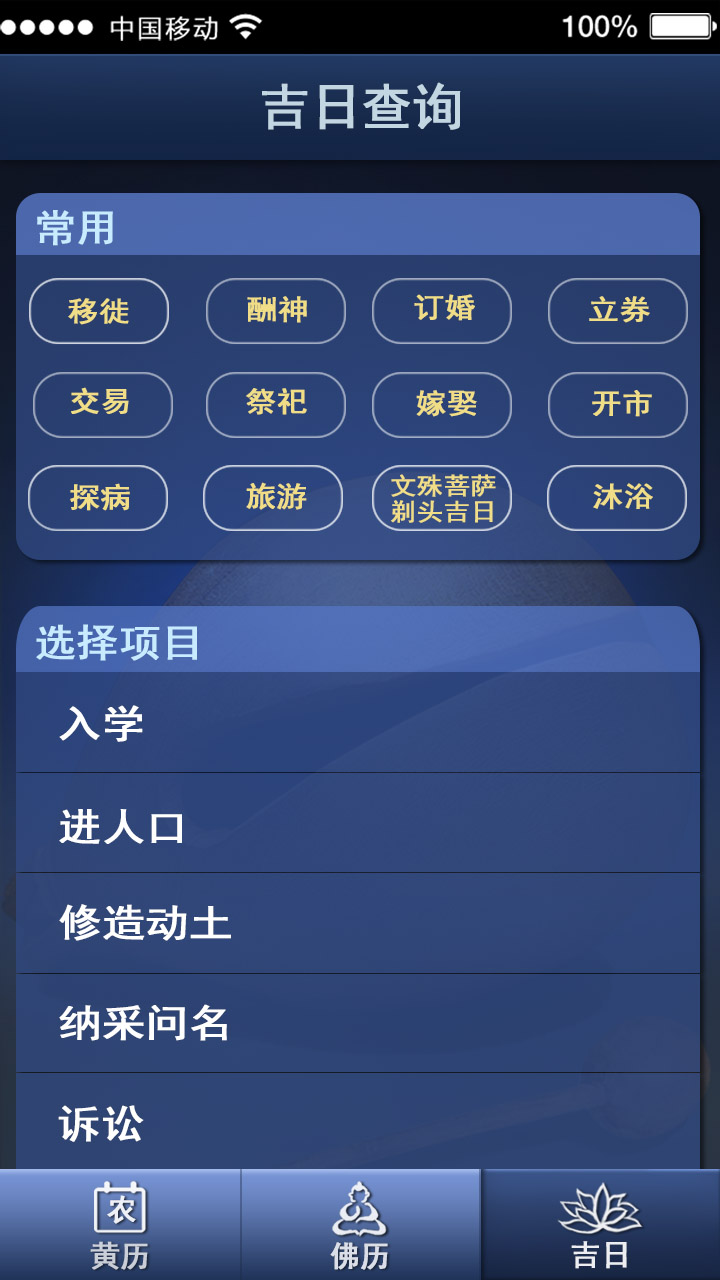 中国移动 100%
吉日查询
常用
移徙 酬神 订婚 立券
交易 祭祀 嫁娶 开市
探病 旅游 文殊菩萨 沐浴
剃头吉日
选择项目
入学
进人口
修造动土
纳采问名
诉讼
农
黄历 佛历 吉日